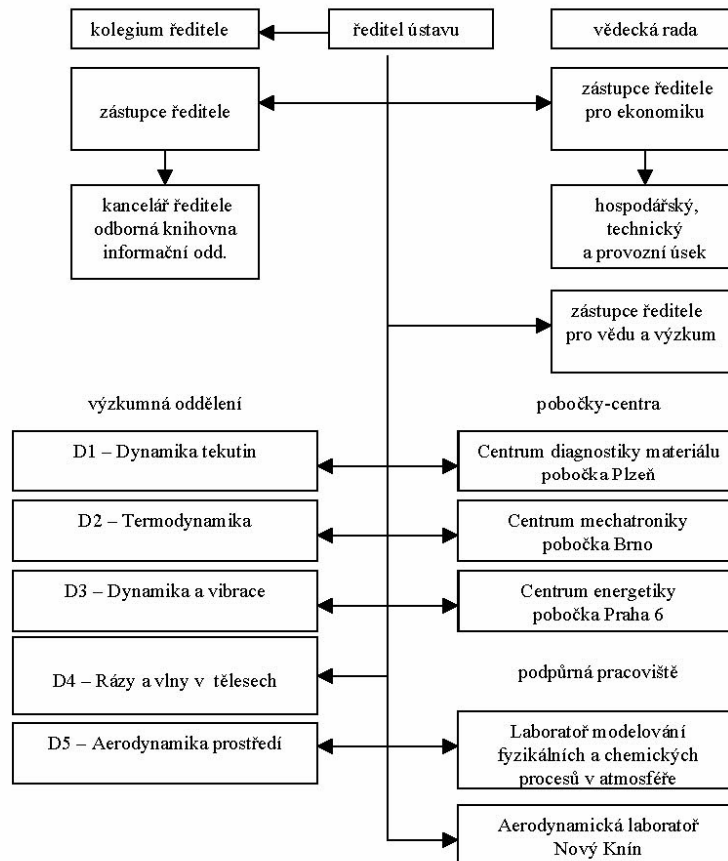 kolegium ředitele
ředitel ústavu
vědecká rada
zástupce ředitele
zástupce ředitele
pro ekonomiku
kancelář ředitele
odborná knihovna
informační odd.
hospodářský,
technický
a provozní úsek
zástupce ředitele
pro vědu a výzkum
výzkumná oddělení
pobočky-centra
D1 – Dynamika tekutin
Centrum diagnostiky materiálu
pobočka Plzeň
D2 – Termodynamika
Centrum mechatroniky
pobočka Brno
D3 – Dynamika a vibrace
Centrum energetiky
pobočka Praha 6
D4 – Rázy a vlny v tělesech
podpůrná pracoviště
D5 – Aerodynamika prostředí
Laboratoř modelování
fyzikálních a chemických
procesů v atmosféře
Aerodynamická laboratoř
Nový Knín